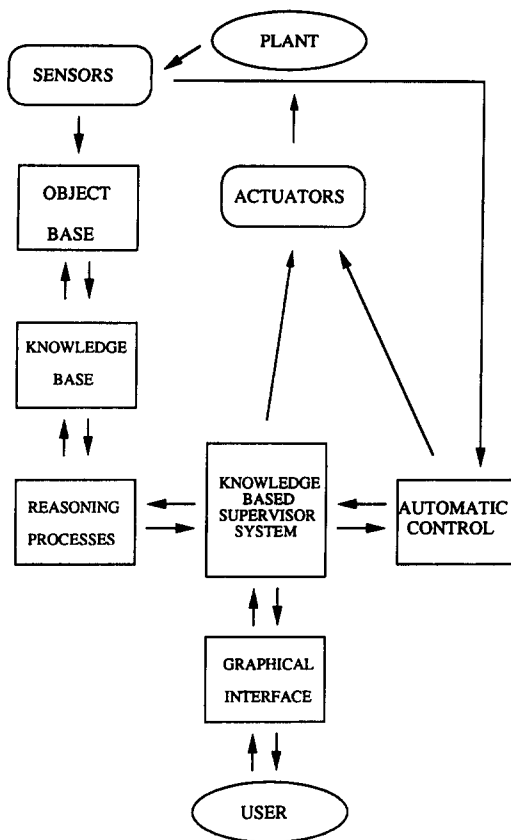 PLANT
SENSORS
OBJECT
BASE
ACTUATORS
KNOWLEDGE
BASE
REASONING
PROCESSES
KNOWLEDGE
BASED
SUPERVISOR
SYSTEM
AUTOMATIC
CONTROL
GRAPHICAL
INTERFACE
USER